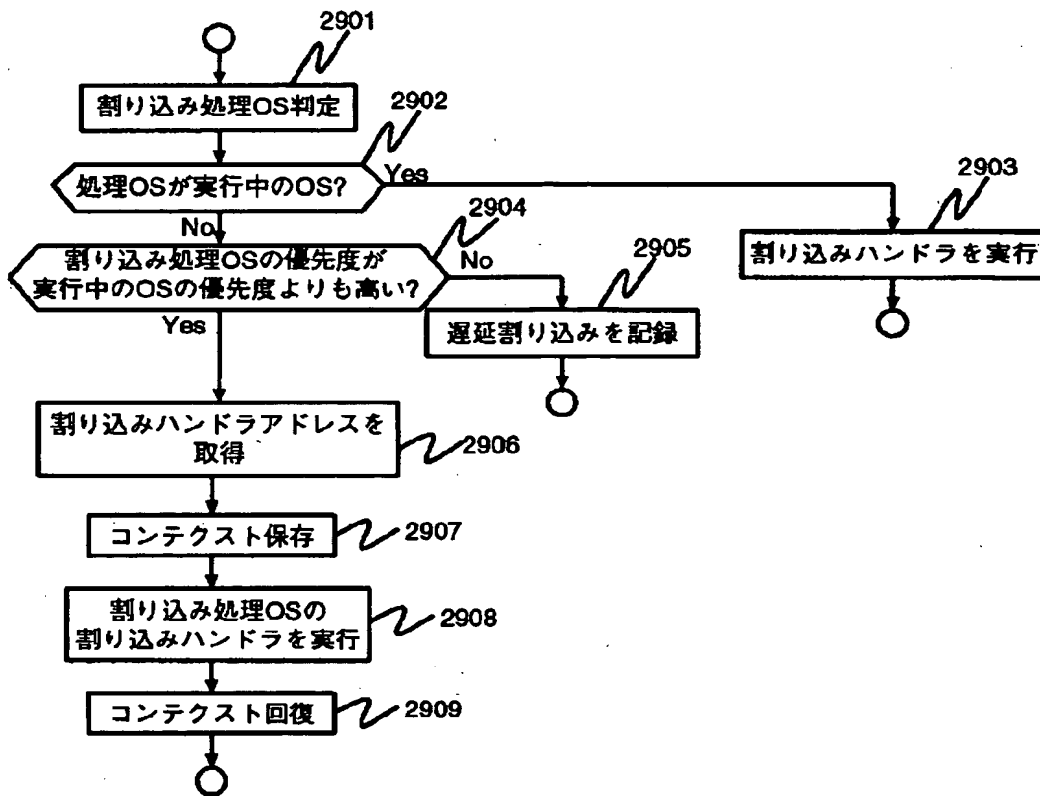 2901
割り込み処理OS判定
2902
処理OSが実行中のOS?
Yes
2903
割り込みハンドラを実行
No
2904
割り込み処理OSの優先度が
実行中のOSの優先度よりも高い?
No
2905
遅延割り込みを記録
Yes
割り込みハンドラアドレスを
取得
2906
コンテクスト保存
2907
割り込み処理OSの
割り込みハンドラを実行
2908
コンテクスト回復
2909